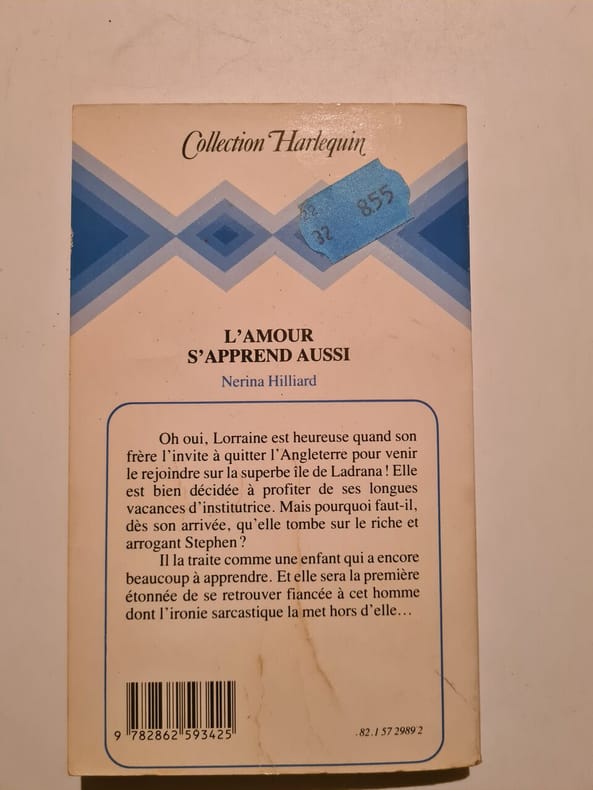 Collection Harlequin
32
855
L'AMOUR
S'APPREND AUSSI
Nerina Hilliard
Oh oui, Lorraine est heureuse quand son
frère l'invite à quitter l'Angleterre pour venir
le rejoindre sur la superbe île de Ladrana ! Elle
est bien décidée à profiter de ses longues
vacances d'institutrice. Mais pourquoi faut-il,
dès son arrivée, qu'elle tombe sur le riche et
arrogant Stephen ?
Il la traite comme une enfant qui a encore
beaucoup à apprendre. Et elle sera la première
étonnée de se retrouver fiancée à cet homme
dont l'ironie sarcastique la met hors d'elle...
9 782862 593425
.82.1 57 2989 2